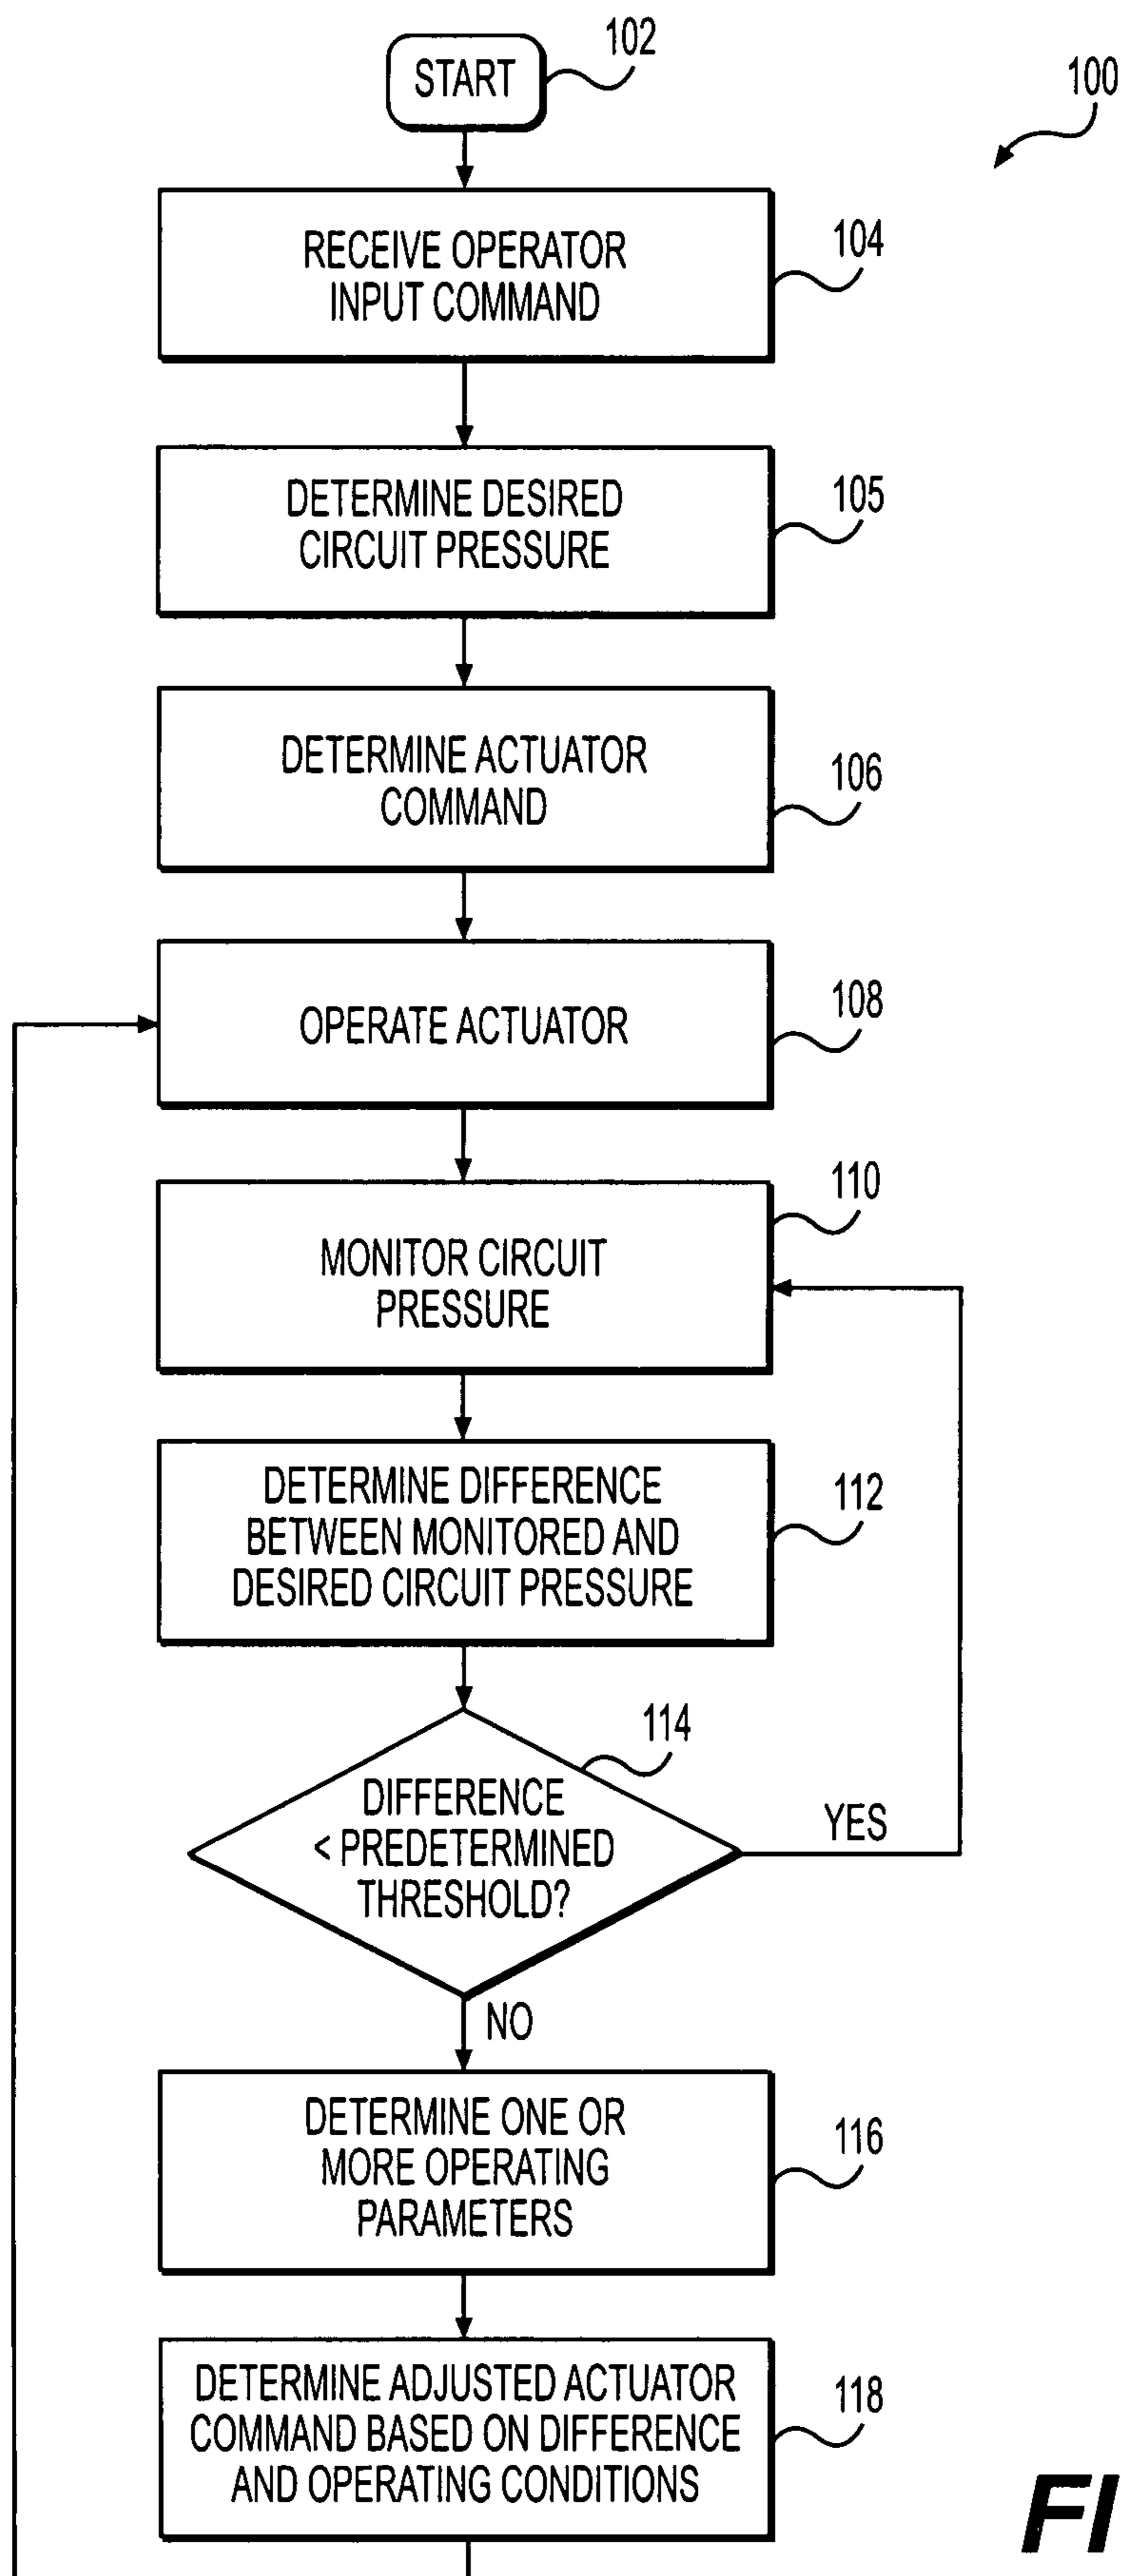 START
102
100
RECEIVE OPERATOR
INPUT COMMAND
104
DETERMINE DESIRED
CIRCUIT PRESSURE
105
DETERMINE ACTUATOR
COMMAND
106
OPERATE ACTUATOR
108
MONITOR CIRCUIT
PRESSURE
110
DETERMINE DIFFERENCE
BETWEEN MONITORED AND
DESIRED CIRCUIT PRESSURE
112
DIFFERENCE
< PREDETERMINED
THRESHOLD?
114
YES
NO
DETERMINE ONE OR
MORE OPERATING
PARAMETERS
116
DETERMINE ADJUSTED ACTUATOR
COMMAND BASED ON DIFFERENCE
AND OPERATING CONDITIONS
118
FI